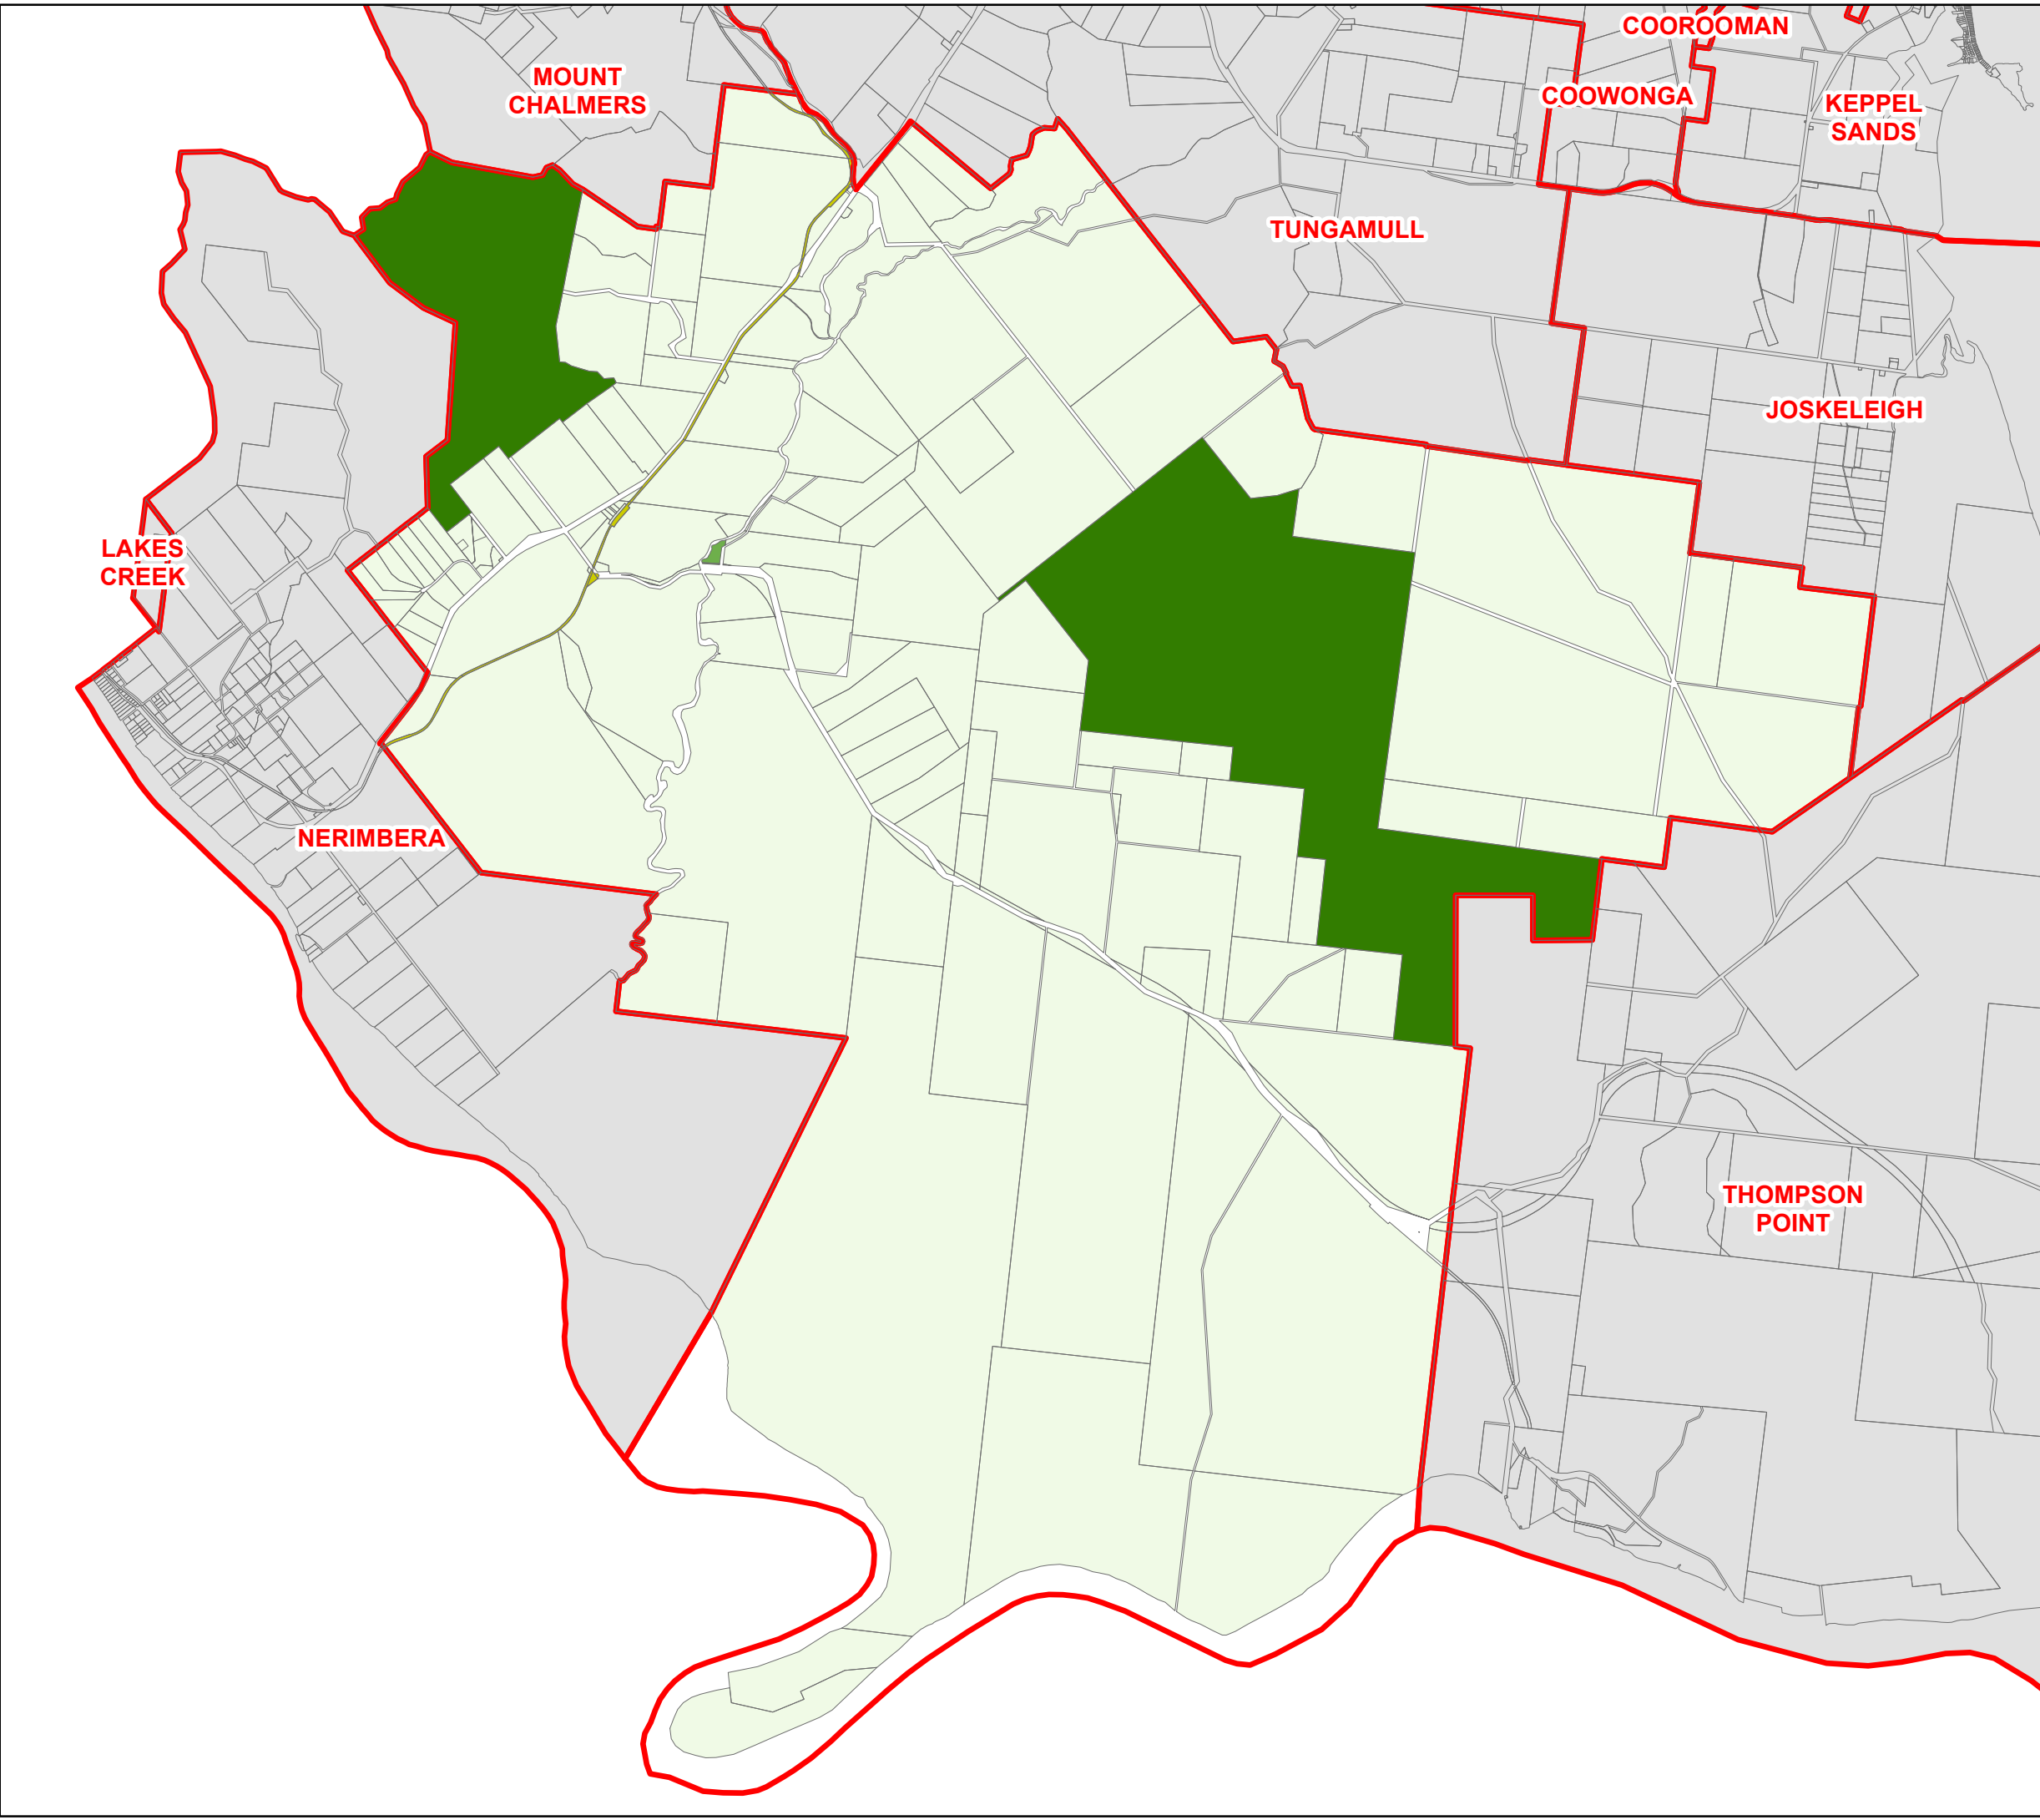 COOROOMAN
MOUNT
CHALMERS
COOWONGA
KEPPEL
SANDS
TUNGAMULL
JOSKELEIGH
LAKES
CREEK
NERIMBERA
THOMPSON
POINT